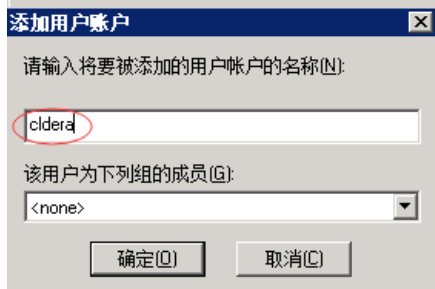 添加用户账户
请输入将要被添加的用户帐户的名称(N):
cldera
该用户为下列组的成员(G):
<none>
确定(O)
取消(C)